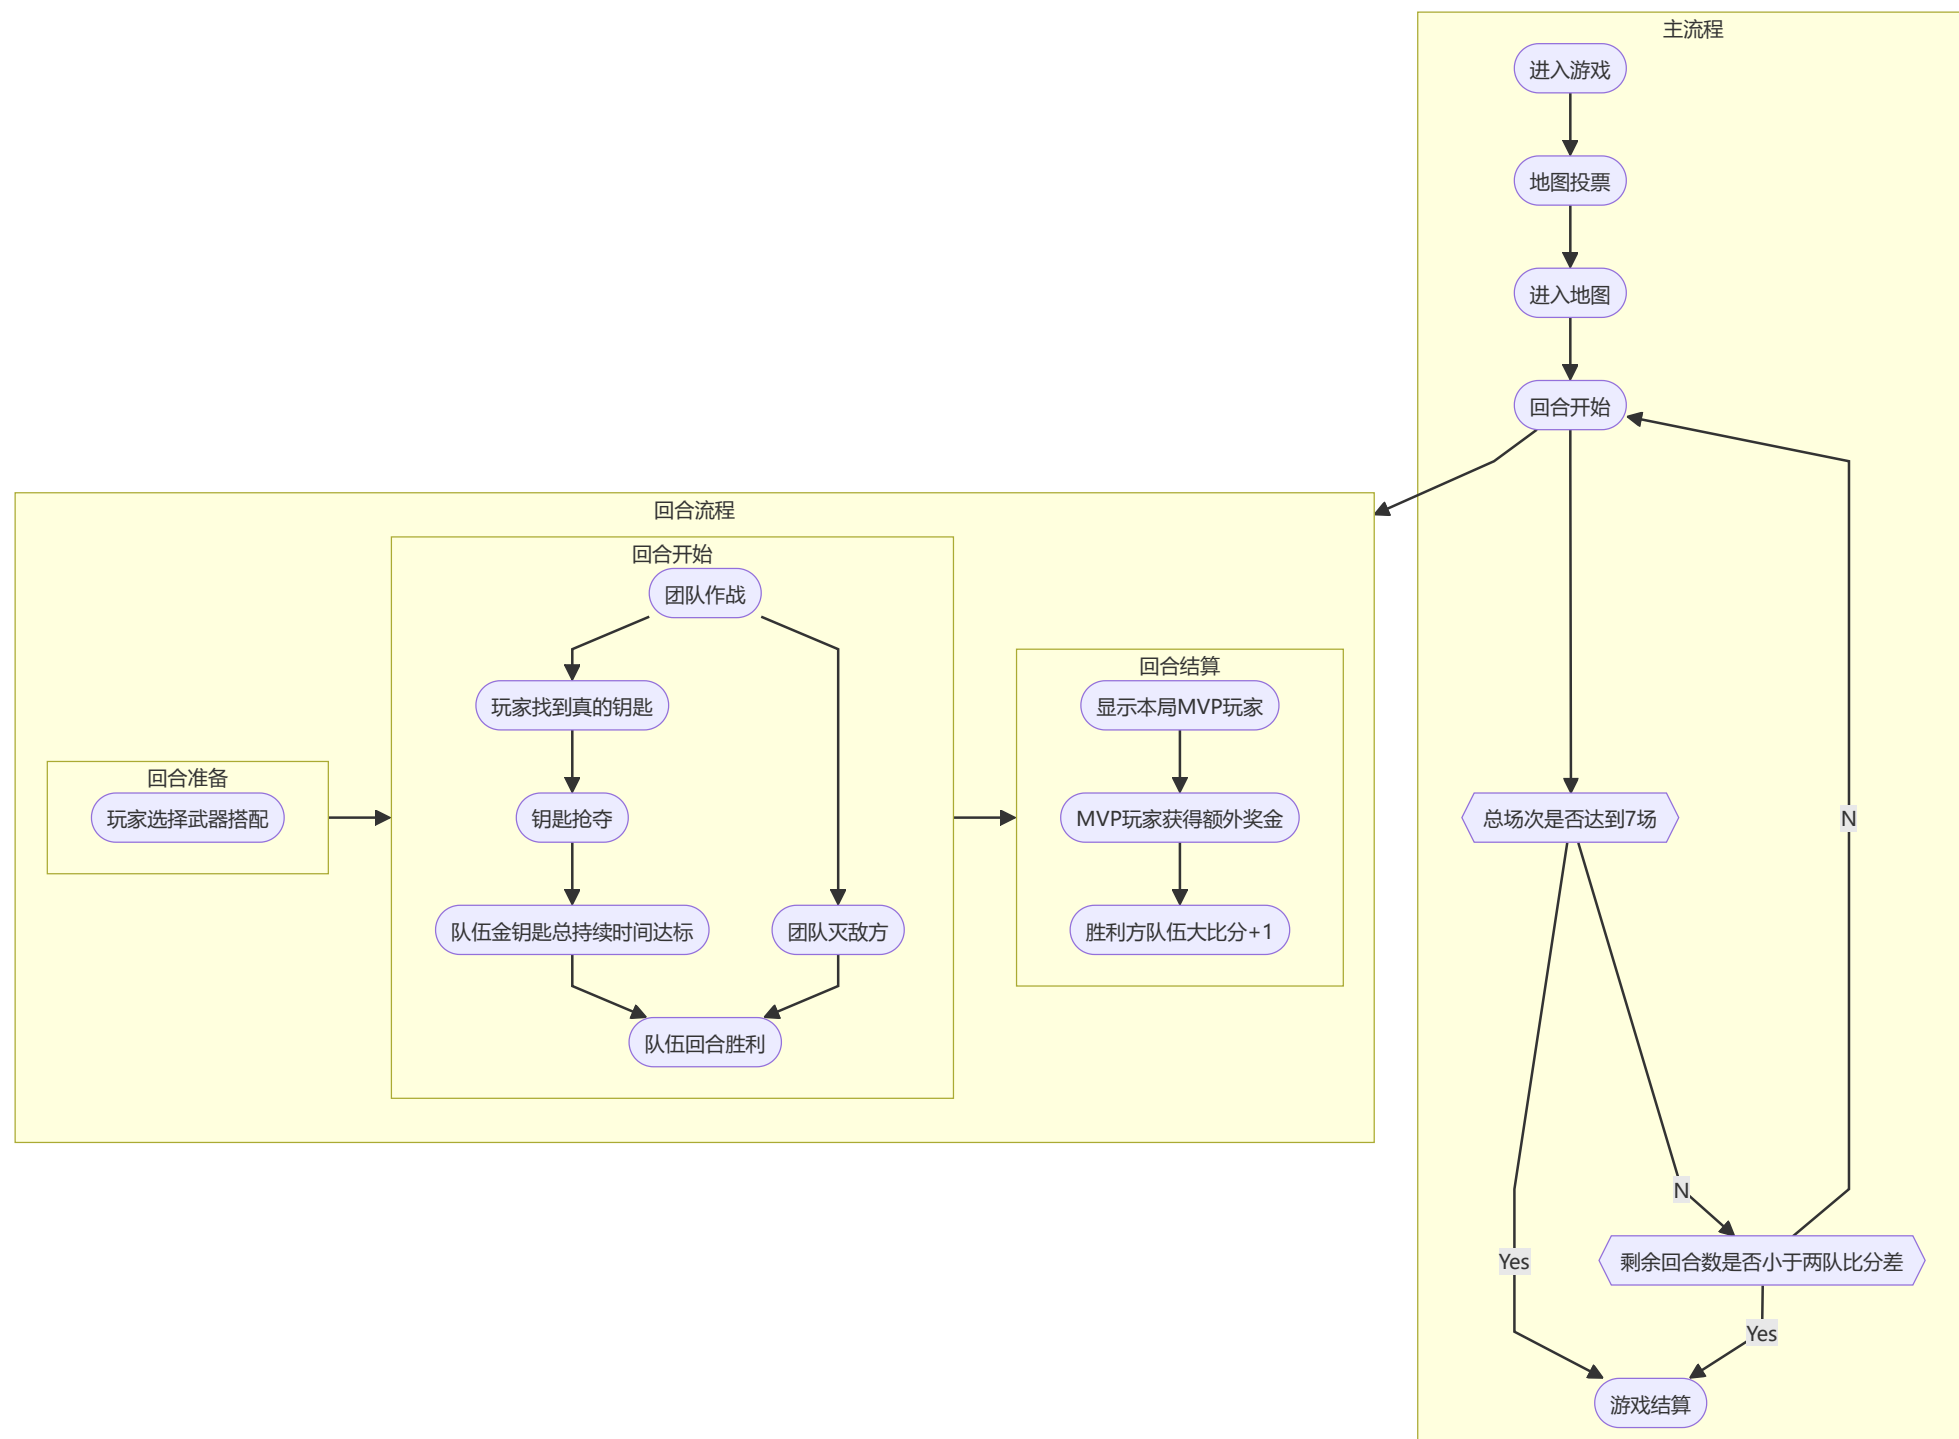 主流程
进入游戏
地图投票
进入地图
回合开始
回合流程
回合开始
团队作战
回合结算
玩家找到真的钥匙
显示本局MVP玩家
回合准备
玩家选择武器搭配
钥匙抢夺
MVP玩家获得额外奖金
总场次是否达到7场
N
队伍金钥匙总持续时间达标
团队灭敌方
胜利方队伍大比分+1
队伍回合胜利
N
Yes
剩余回合数是否小于两队比分差
Yes
游戏结算